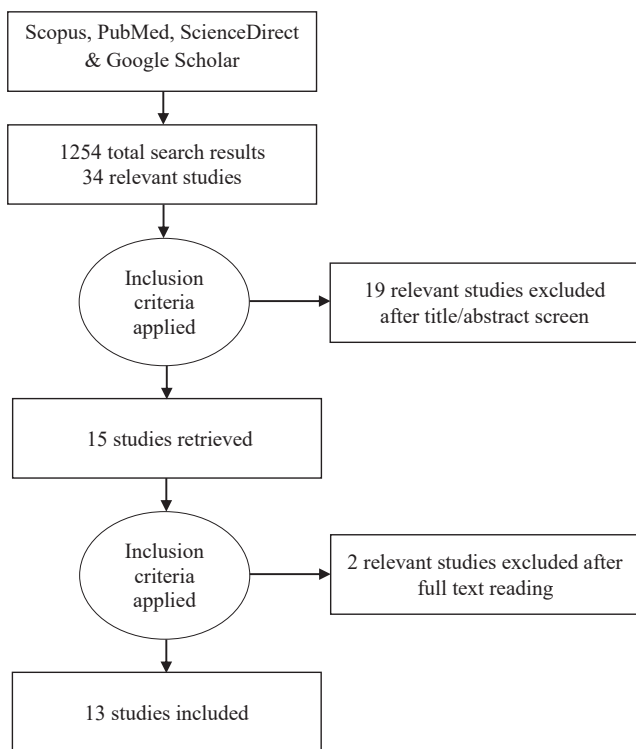 Scopus, PubMed, ScienceDirect
& Google Scholar
1254 total search results
34 relevant studies
Inclusion
criteria
applied
19 relevant studies excluded
after title/abstract screen
15 studies retrieved
Inclusion
criteria
applied
2 relevant studies excluded after
full text reading
13 studies included